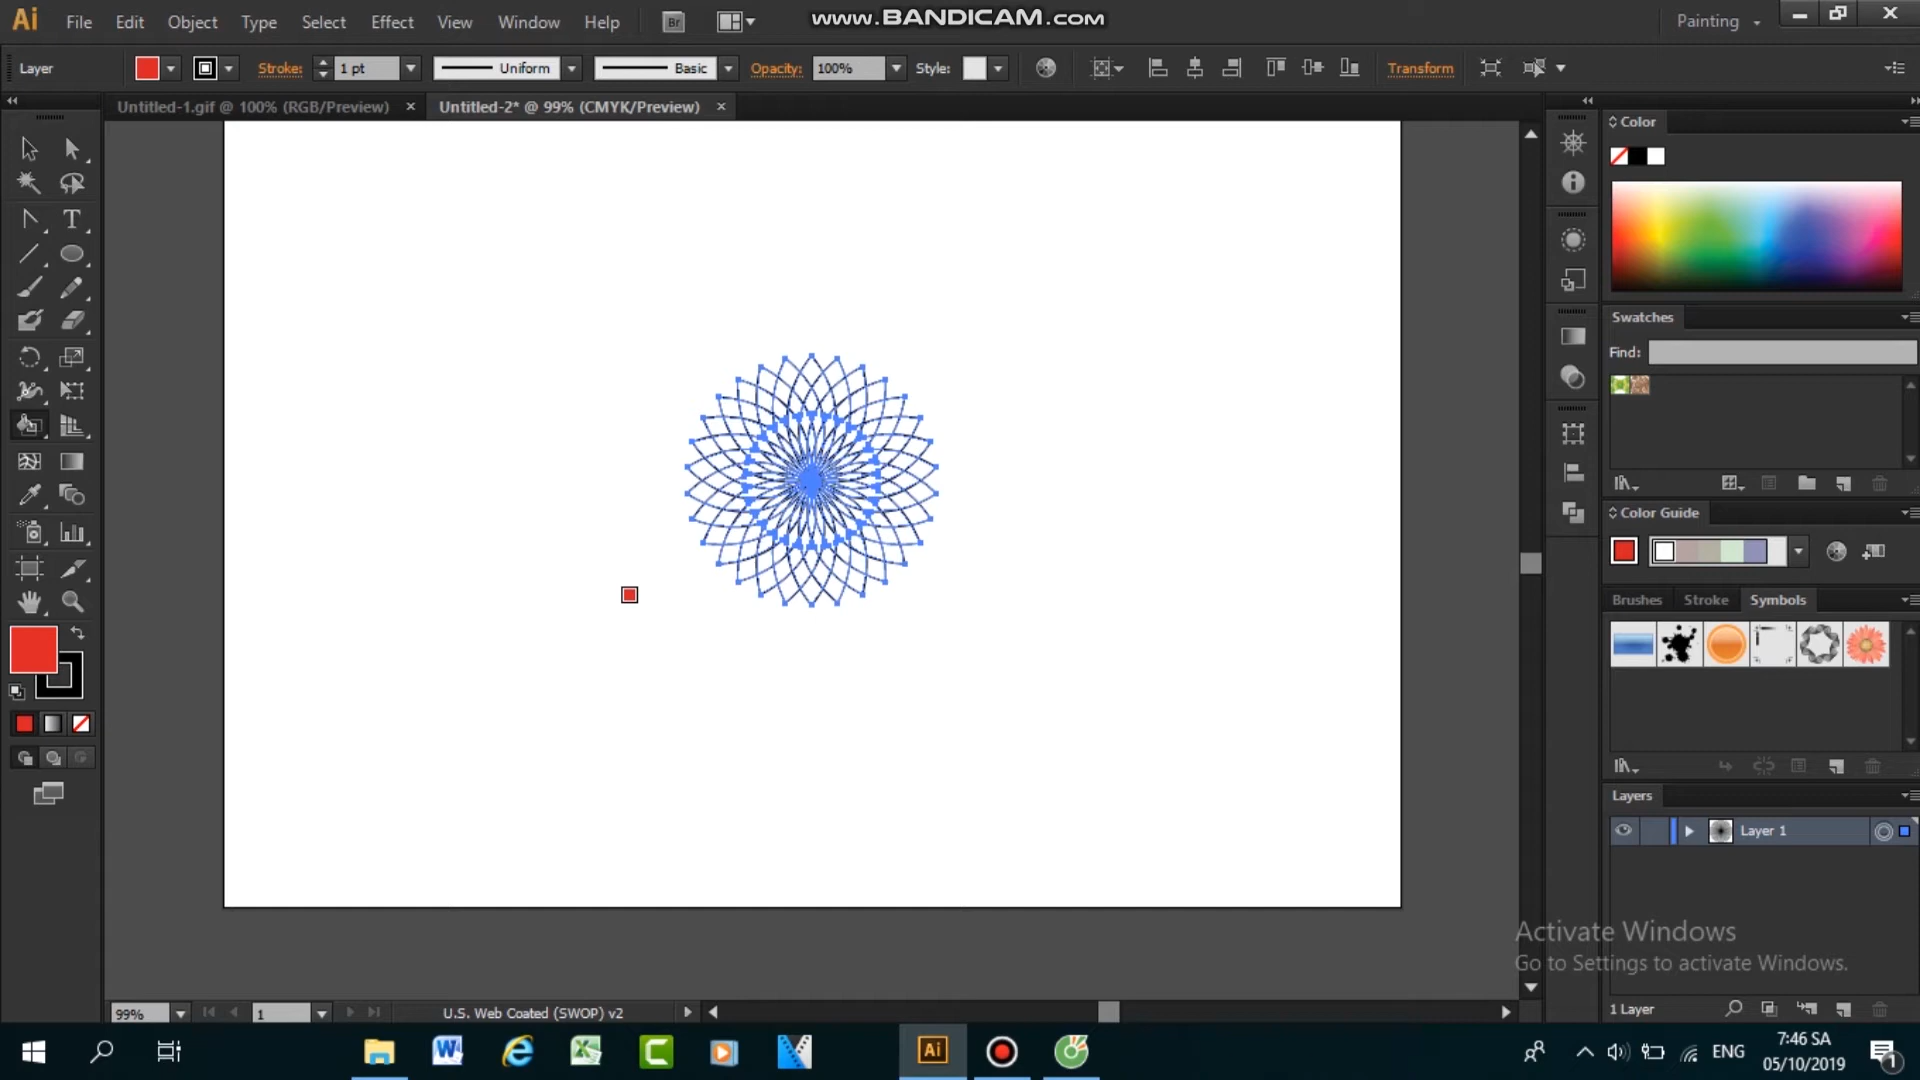 Ai File Edit Object Type Select Effect View Window Help Br www.BANDICAM.com Painting
Layer Stroke: 1 pt Uniform Basic Opacity: 100% Style: Transform
Untitled-1.gif @ 100% (RGB/Preview) × Untitled-2* @ 99% (CMYK/Preview) ×
Color
Swatches
Find:
Color Guide
Brushes Stroke Symbols
Layers
Layer 1
Activate Windows
Go to Settings to activate Windows.
99% 1 U.S. Web Coated (SWOP) v2 1 Layer
Ai ENG 7:46 SA
05/10/2019 1